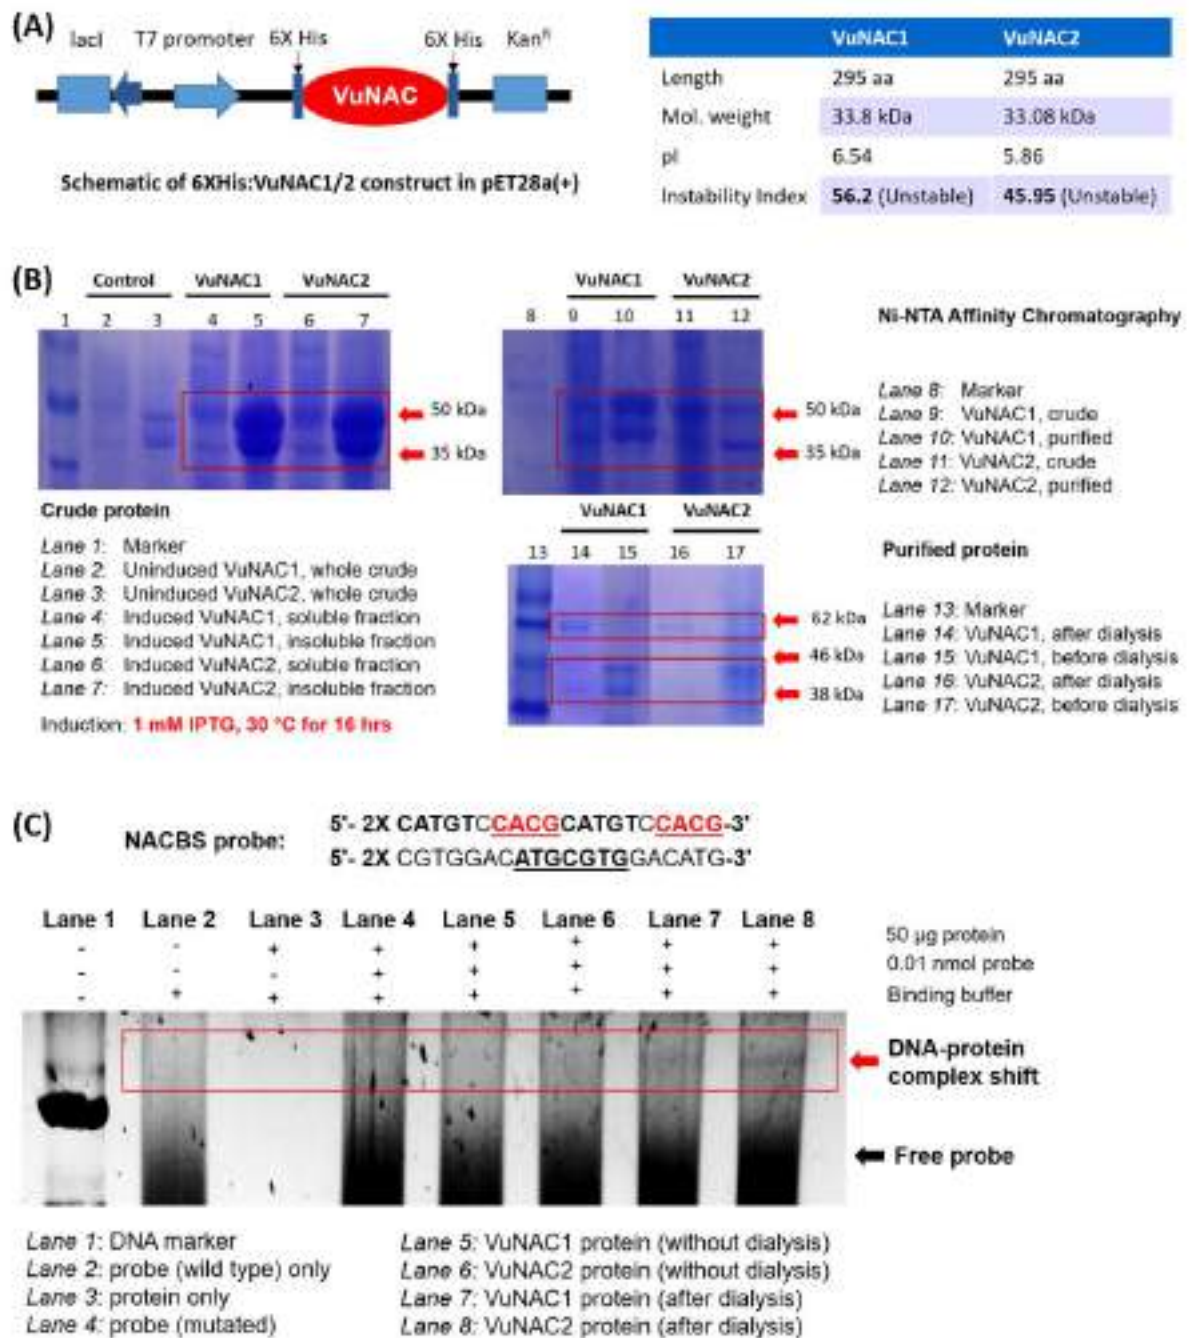 (A)
lacI T7 promoter 6X His 6X His Kanᴿ
VuNAC
Schematic of 6XHis:VuNAC1/2 construct in pET28a(+)
VuNAC1 VuNAC2
Length 295 aa 295 aa
Mol. weight 33.8 kDa 33.08 kDa
pI 6.54 5.86
Instability Index 56.2 (Unstable) 45.95 (Unstable)
(B)
Control VuNAC1 VuNAC2
1 2 3 4 5 6 7
50 kDa
35 kDa
Crude protein
Lane 1: Marker
Lane 2: Uninduced VuNAC1, whole crude
Lane 3: Uninduced VuNAC2, whole crude
Lane 4: Induced VuNAC1, soluble fraction
Lane 5: Induced VuNAC1, insoluble fraction
Lane 6: Induced VuNAC2, soluble fraction
Lane 7: Induced VuNAC2, insoluble fraction
Induction: 1 mM IPTG, 30 °C for 16 hrs
VuNAC1 VuNAC2
8 9 10 11 12
50 kDa
35 kDa
Ni-NTA Affinity Chromatography
Lane 8: Marker
Lane 9: VuNAC1, crude
Lane 10: VuNAC1, purified
Lane 11: VuNAC2, crude
Lane 12: VuNAC2, purified
VuNAC1 VuNAC2
13 14 15 16 17
62 kDa
46 kDa
38 kDa
Purified protein
Lane 13: Marker
Lane 14: VuNAC1, after dialysis
Lane 15: VuNAC1, before dialysis
Lane 16: VuNAC2, after dialysis
Lane 17: VuNAC2, before dialysis
(C)
NACBS probe:
5'- 2X CATGTCCACGCATGTCCACG-3'
5'- 2X CGTGGACATGCGTGGACATG-3'
Lane 1 Lane 2 Lane 3 Lane 4 Lane 5 Lane 6 Lane 7 Lane 8
- - + + + + + + 50 µg protein
- - - + + + + + 0.01 nmol probe
- + + + + + + + Binding buffer
DNA-protein
complex shift
Free probe
Lane 1: DNA marker
Lane 2: probe (wild type) only
Lane 3: protein only
Lane 4: probe (mutated)
Lane 5: VuNAC1 protein (without dialysis)
Lane 6: VuNAC2 protein (without dialysis)
Lane 7: VuNAC1 protein (after dialysis)
Lane 8: VuNAC2 protein (after dialysis)